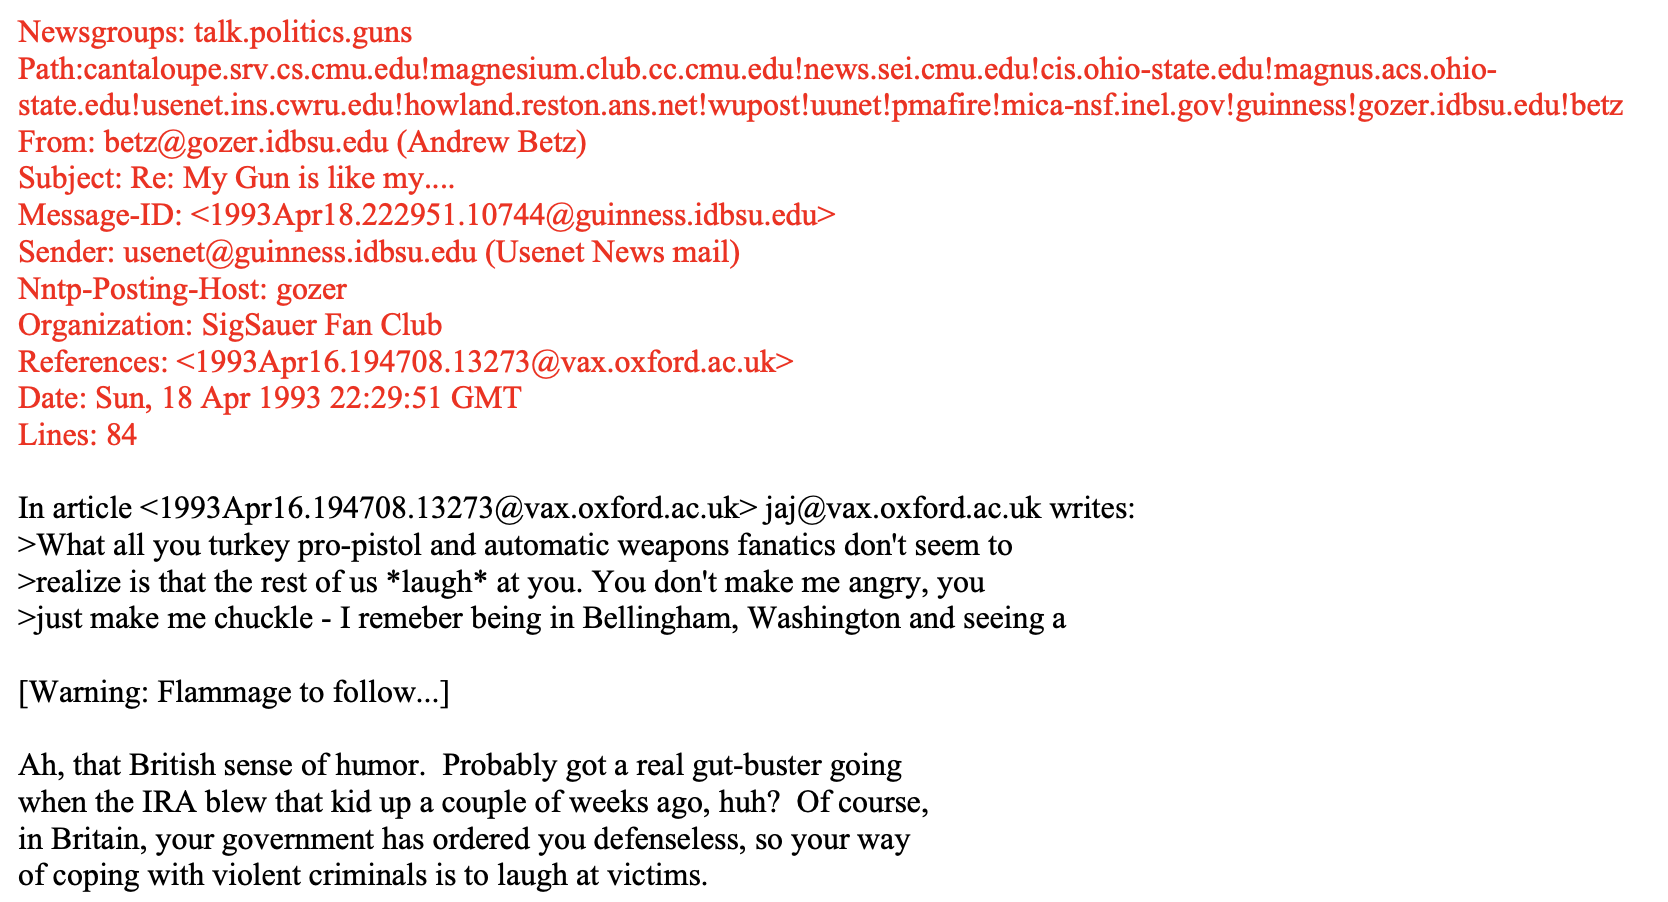 Newsgroups: talk.politics.guns
Path:cantaloupe.srv.cs.cmu.edu!magnesium.club.cc.cmu.edu!news.sei.cmu.edu!cis.ohio-state.edu!magnus.acs.ohio-
state.edu!usenet.ins.cwru.edu!howland.reston.ans.net!wupost!uunet!pmafire!mica-nsf.inel.gov!guinness!gozer.idbsu.edu!betz
From: betz@gozer.idbsu.edu (Andrew Betz)
Subject: Re: My Gun is like my....
Message-ID: <1993Apr18.222951.10744@guinness.idbsu.edu>
Sender: usenet@guinness.idbsu.edu (Usenet News mail)
Nntp-Posting-Host: gozer
Organization: SigSauer Fan Club
References: <1993Apr16.194708.13273@vax.oxford.ac.uk>
Date: Sun, 18 Apr 1993 22:29:51 GMT
Lines: 84

In article <1993Apr16.194708.13273@vax.oxford.ac.uk> jaj@vax.oxford.ac.uk writes:
>What all you turkey pro-pistol and automatic weapons fanatics don't seem to
>realize is that the rest of us *laugh* at you. You don't make me angry, you
>just make me chuckle - I remeber being in Bellingham, Washington and seeing a

[Warning: Flammage to follow...]

Ah, that British sense of humor.  Probably got a real gut-buster going
when the IRA blew that kid up a couple of weeks ago, huh?  Of course,
in Britain, your government has ordered you defenseless, so your way
of coping with violent criminals is to laugh at victims.